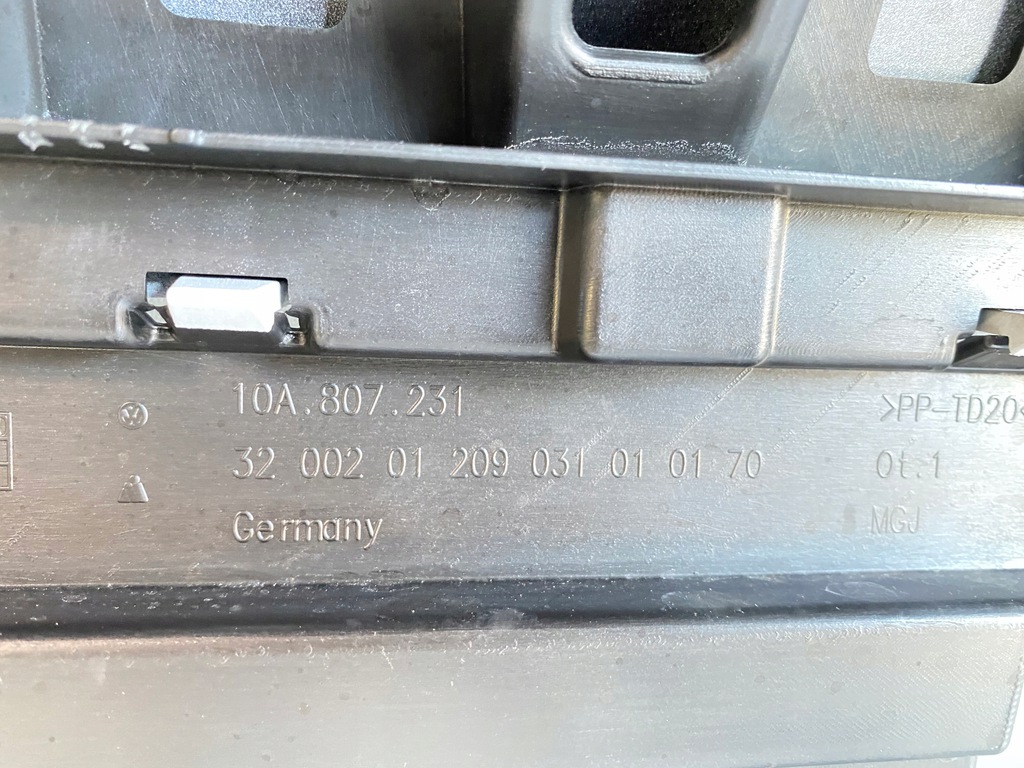 10A.807.231 >PP-TD20<
32 002 01 209 031 01 01 70 Ot.1
Germany MGJ